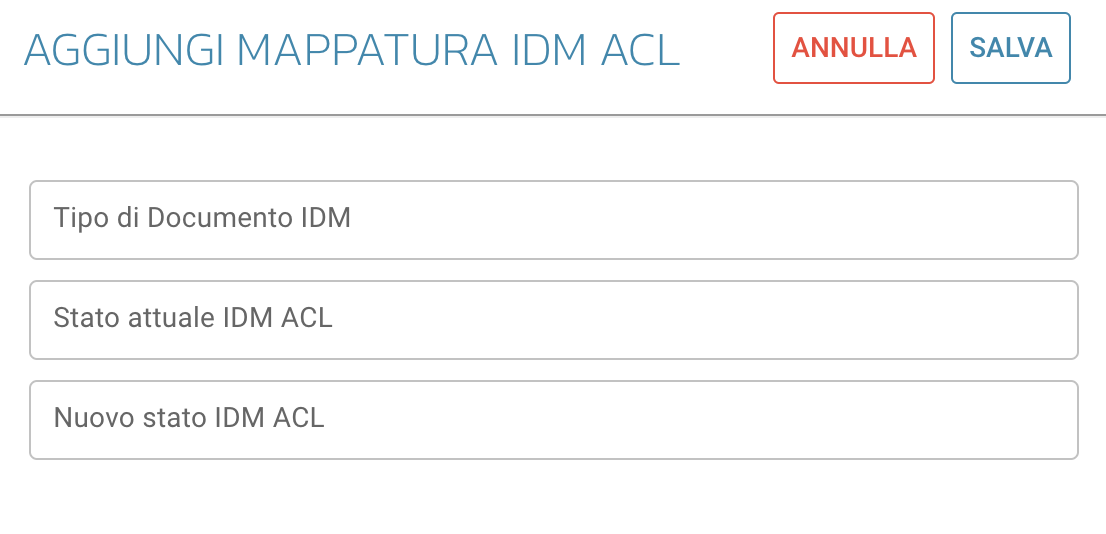 AGGIUNGI MAPPATURA IDM ACL
ANNULLA
SALVA
Tipo di Documento IDM
Stato attuale IDM ACL
Nuovo stato IDM ACL